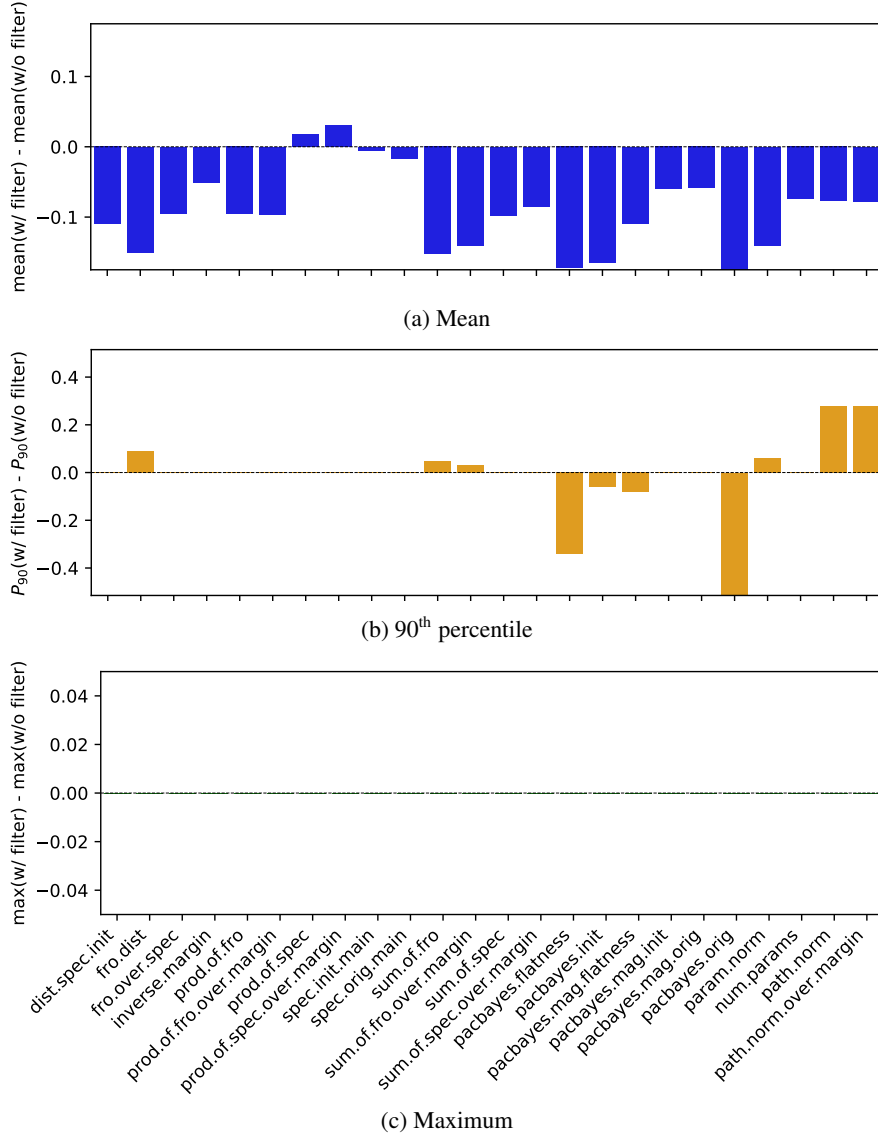 mean(w/ filter) - mean(w/o filter)
0.1
0.0
−0.1
(a) Mean
P90(w/ filter) - P90(w/o filter)
0.4
0.2
0.0
−0.2
−0.4
(b) 90th percentile
max(w/ filter) - max(w/o filter)
0.04
0.02
0.00
−0.02
−0.04
dist.spec.init
fro.dist
fro.over.spec
inverse.margin
prod.of.fro
prod.of.fro.over.margin
prod.of.spec
prod.of.spec.over.margin
spec.init.main
spec.orig.main
sum.of.fro
sum.of.fro.over.margin
sum.of.spec
sum.of.spec.over.margin
pacbayes.flatness
pacbayes.init
pacbayes.mag.flatness
pacbayes.mag.init
pacbayes.mag.orig
pacbayes.orig
param.norm
num.params
path.norm
path.norm.over.margin
(c) Maximum